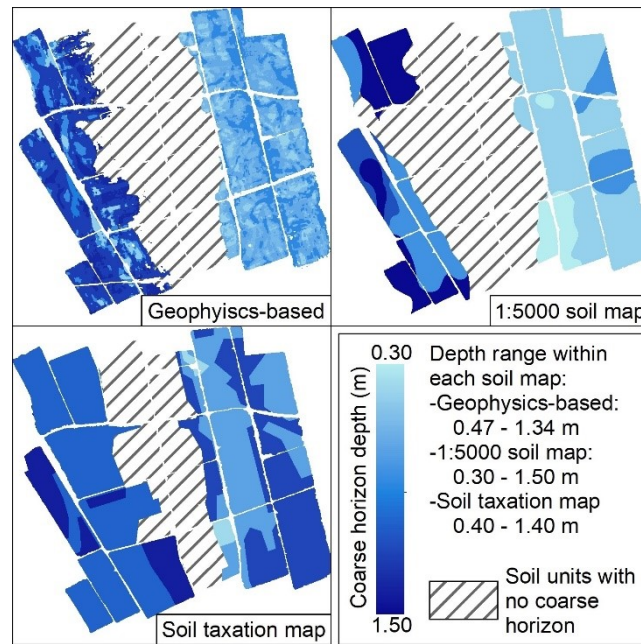 Geophyiscs-based
1:5000 soil map
Soil taxation map
0.30
Coarse horizon depth (m)
1.50
Depth range within
each soil map:
-Geophysics-based:
0.47 - 1.34 m
-1:5000 soil map:
0.30 - 1.50 m
-Soil taxation map
0.40 - 1.40 m
Soil units with
no coarse
horizon